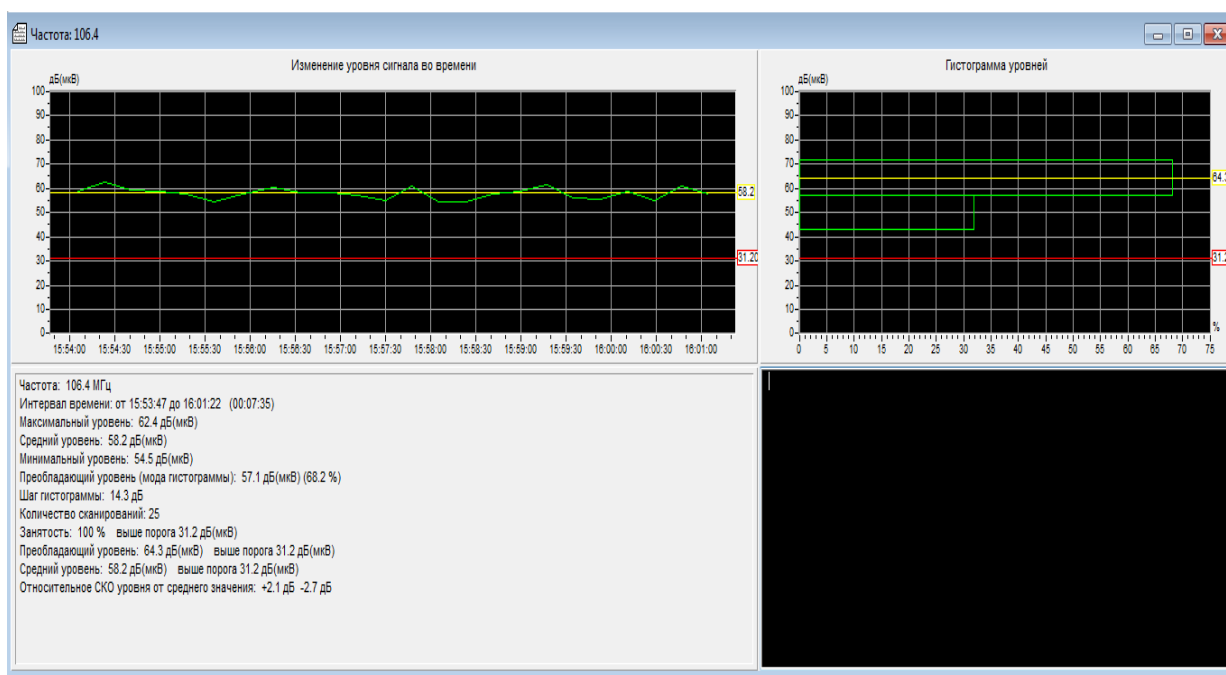 Частота: 106.4
Изменение уровня сигнала во времени
дБ(мкВ)
100
90
80
70
60
50
40
30
20
10
0
58.2
31.20
15:54:00 15:54:30 15:55:00 15:55:30 15:56:00 15:56:30 15:57:00 15:57:30 15:58:00 15:58:30 15:59:00 15:59:30 16:00:00 16:00:30 16:01:00
Гистограмма уровней
дБ(мкВ)
100
90
80
70
60
50
40
30
20
10
0
64.3
31.2
%
0 5 10 15 20 25 30 35 40 45 50 55 60 65 70 75
Частота: 106.4 МГц
Интервал времени: от 15:53:47 до 16:01:22 (00:07:35)
Максимальный уровень: 62.4 дБ(мкВ)
Средний уровень: 58.2 дБ(мкВ)
Минимальный уровень: 54.5 дБ(мкВ)
Преобладающий уровень (мода гистограммы): 57.1 дБ(мкВ) (68.2 %)
Шаг гистограммы: 14.3 дБ
Количество сканирований: 25
Занятость: 100 % выше порога 31.2 дБ(мкВ)
Преобладающий уровень: 64.3 дБ(мкВ) выше порога 31.2 дБ(мкВ)
Средний уровень: 58.2 дБ(мкВ) выше порога 31.2 дБ(мкВ)
Относительное СКО уровня от среднего значения: +2.1 дБ -2.7 дБ